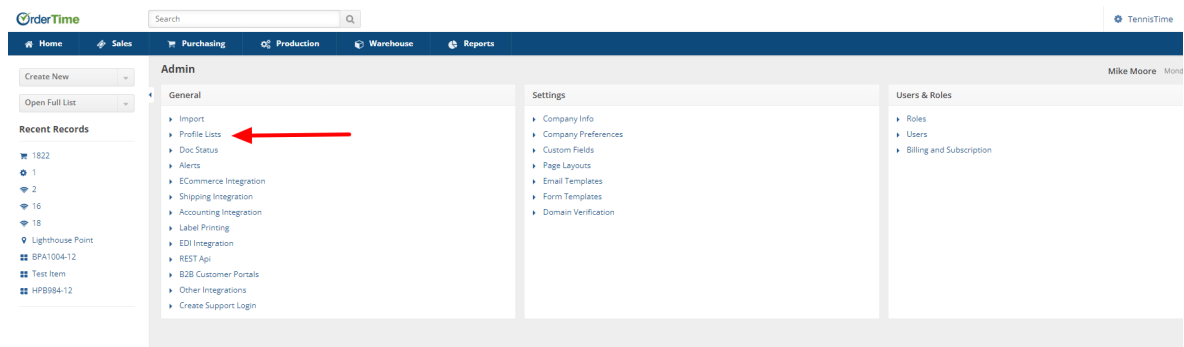 OrderTime
Search
TennisTime
Home
Sales
Purchasing
Production
Warehouse
Reports
Create New
Open Full List
Recent Records
1822
1
2
16
18
Lighthouse Point
BPA1004-12
Test Item
HPB984-12
Admin
Mike Moore Mond
General
Import
Profile Lists
Doc Status
Alerts
ECommerce Integration
Shipping Integration
Accounting Integration
Label Printing
EDI Integration
REST Api
B2B Customer Portals
Other Integrations
Create Support Login
Settings
Company Info
Company Preferences
Custom Fields
Page Layouts
Email Templates
Form Templates
Domain Verification
Users & Roles
Roles
Users
Billing and Subscription